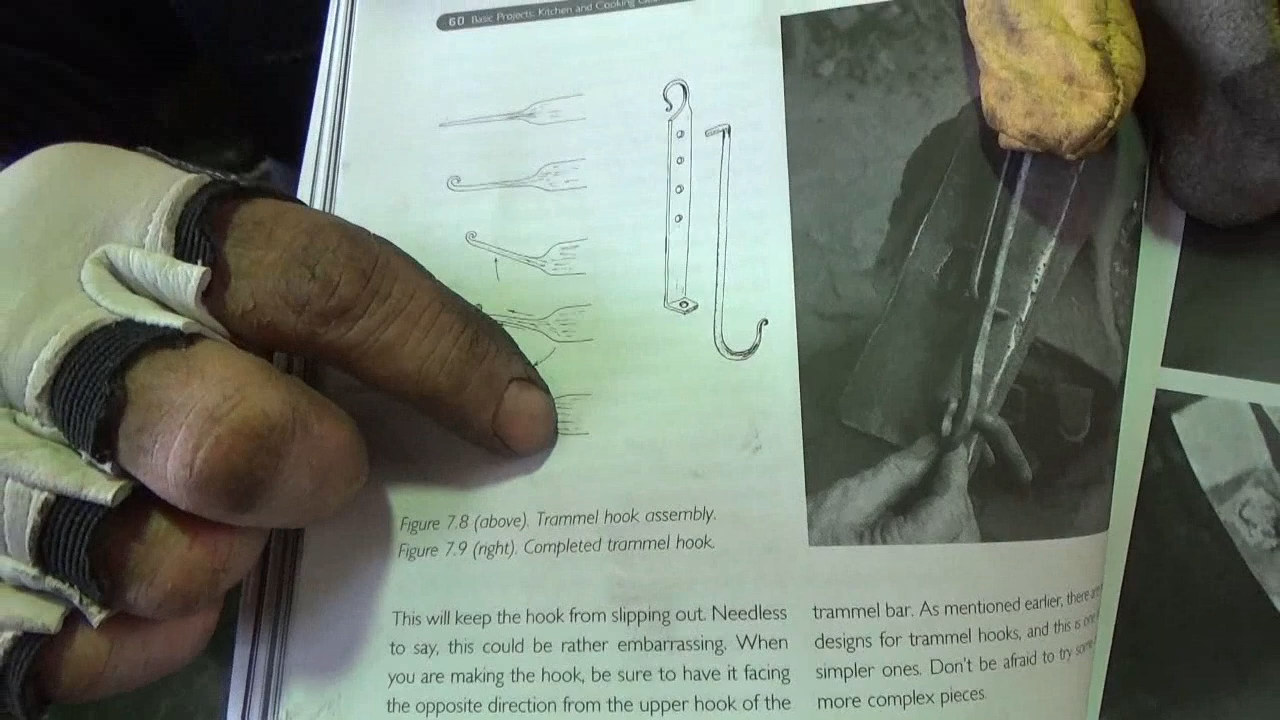 60 Basic Projects: Kitchen and Cooking
Figure 7.8 (above). Trammel hook assembly.
Figure 7.9 (right). Completed trammel hook.
This will keep the hook from slipping out. Needless
to say, this could be rather embarrassing. When
you are making the hook, be sure to have it facing
the opposite direction from the upper hook of the
trammel bar. As mentioned earlier, there
designs for trammel hooks, and this is
simpler ones. Don't be afraid to try
more complex pieces.